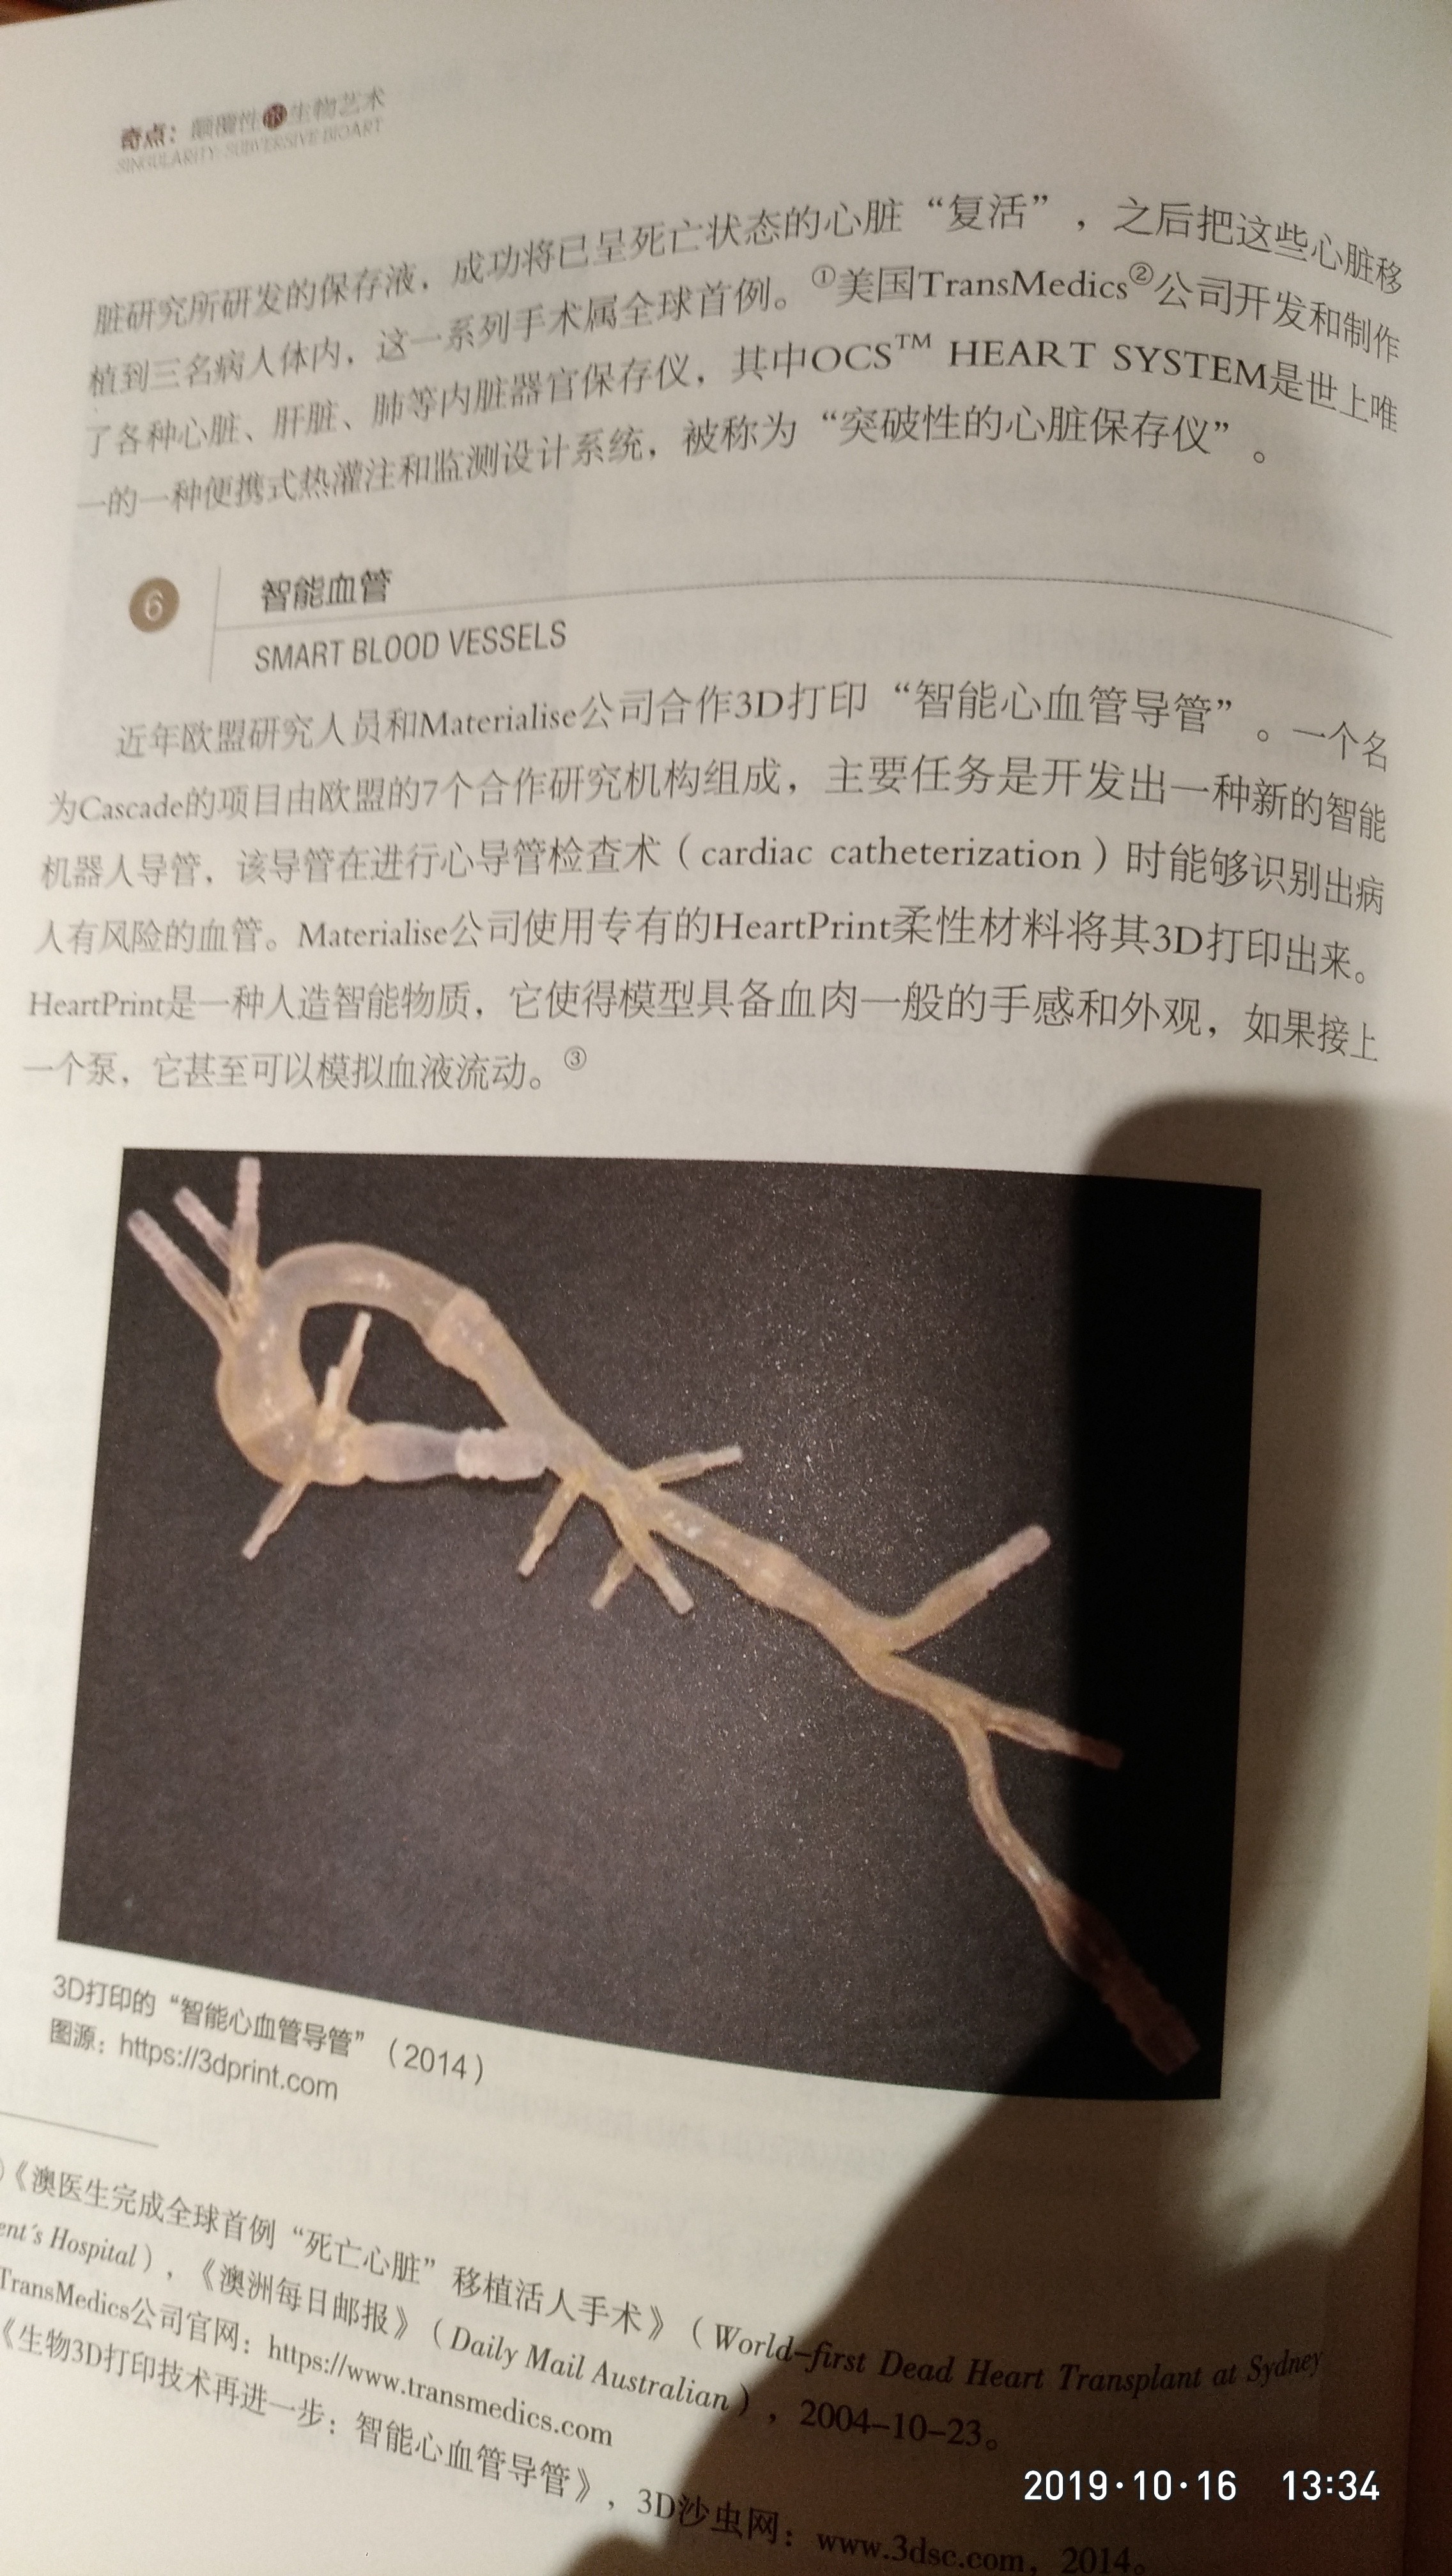 奇点：颠覆性的生物艺术
SINGULARITY: SUBVERSIVE BIOART
脏研究所研发的保存液，成功将已呈死亡状态的心脏“复活”，之后把这些心脏移
植到三名病人体内，这一系列手术属全球首例。①美国TransMedics②公司开发和制作
了各种心脏、肝脏、肺等内脏器官保存仪，其中OCS™ HEART SYSTEM是世上唯
一的一种便携式热灌注和监测设计系统，被称为“突破性的心脏保存仪”。
6 智能血管
SMART BLOOD VESSELS
近年欧盟研究人员和Materialise公司合作3D打印“智能心血管导管”。一个名
为Cascade的项目由欧盟的7个合作研究机构组成，主要任务是开发出一种新的智能
机器人导管，该导管在进行心导管检查术（cardiac catheterization）时能够识别出病
人有风险的血管。Materialise公司使用专有的HeartPrint柔性材料将其3D打印出来。
HeartPrint是一种人造智能物质，它使得模型具备血肉一般的手感和外观，如果接上
一个泵，它甚至可以模拟血液流动。③
3D打印的“智能心血管导管”（2014）
图源：https://3dprint.com
《澳医生完成全球首例“死亡心脏”移植活人手术》（World-first Dead Heart Transplant at Sydney
ent's Hospital），《澳洲每日邮报》（Daily Mail Australian），2004-10-23。
TransMedics公司官网：https://www.transmedics.com
《生物3D打印技术再进一步：智能心血管导管》，3D沙虫网：www.3dsc.com，2014。
2019·10·16 13:34